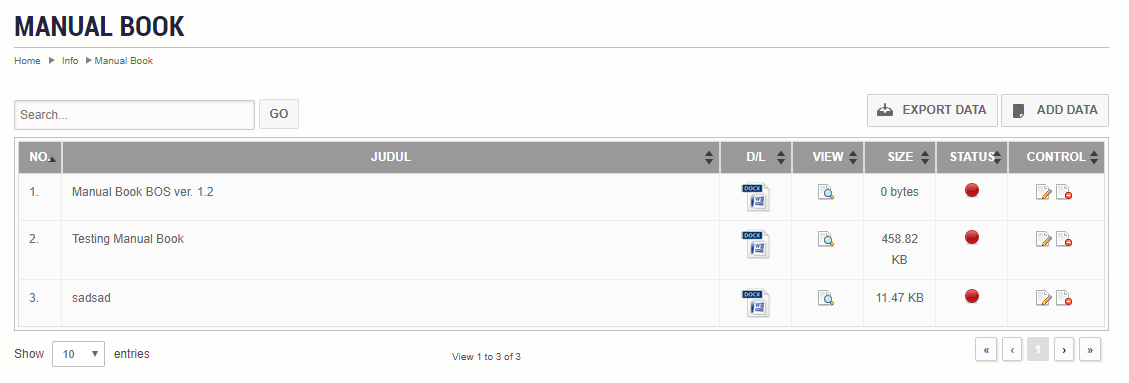 MANUAL BOOK
Home Info Manual Book
Search... GO EXPORT DATA ADD DATA
NO. JUDUL D/L VIEW SIZE STATUS CONTROL
1. Manual Book BOS ver. 1.2 DOCX W 0 bytes
2. Testing Manual Book DOCX W 458.82
KB
3. sadsad DOCX W 11.47 KB
Show 10 entries View 1 to 3 of 3 « ‹ 1 › »